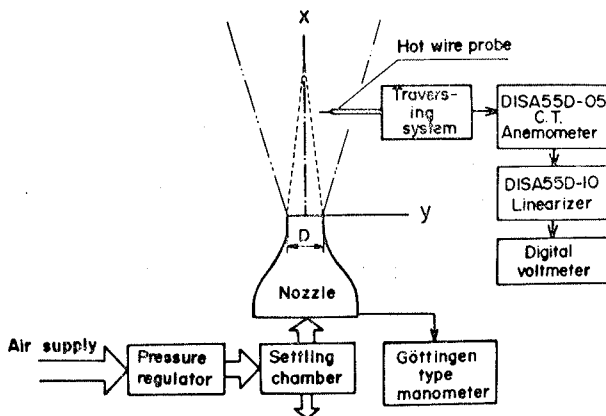 x
Hot wire probe
Travers-
ing
system
DISA55D-05
C.T.
Anemometer
DISA55D-10
Linearizer
Digital
voltmeter
y
D
Nozzle
Air supply
Pressure
regulator
Settling
chamber
Göttingen
type
manometer